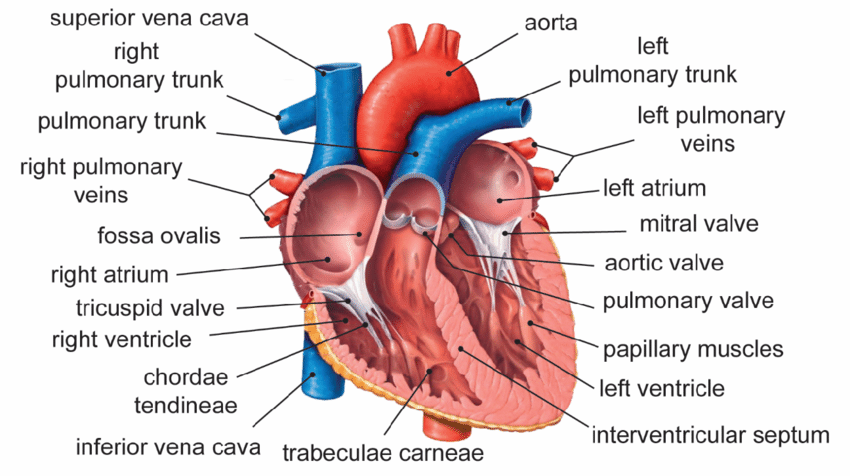 superior vena cava
right
pulmonary trunk
pulmonary trunk
right pulmonary
veins
fossa ovalis
right atrium
tricuspid valve
right ventricle
chordae
tendineae
inferior vena cava
trabeculae carneae
aorta
left
pulmonary trunk
left pulmonary
veins
left atrium
mitral valve
aortic valve
pulmonary valve
papillary muscles
left ventricle
interventricular septum